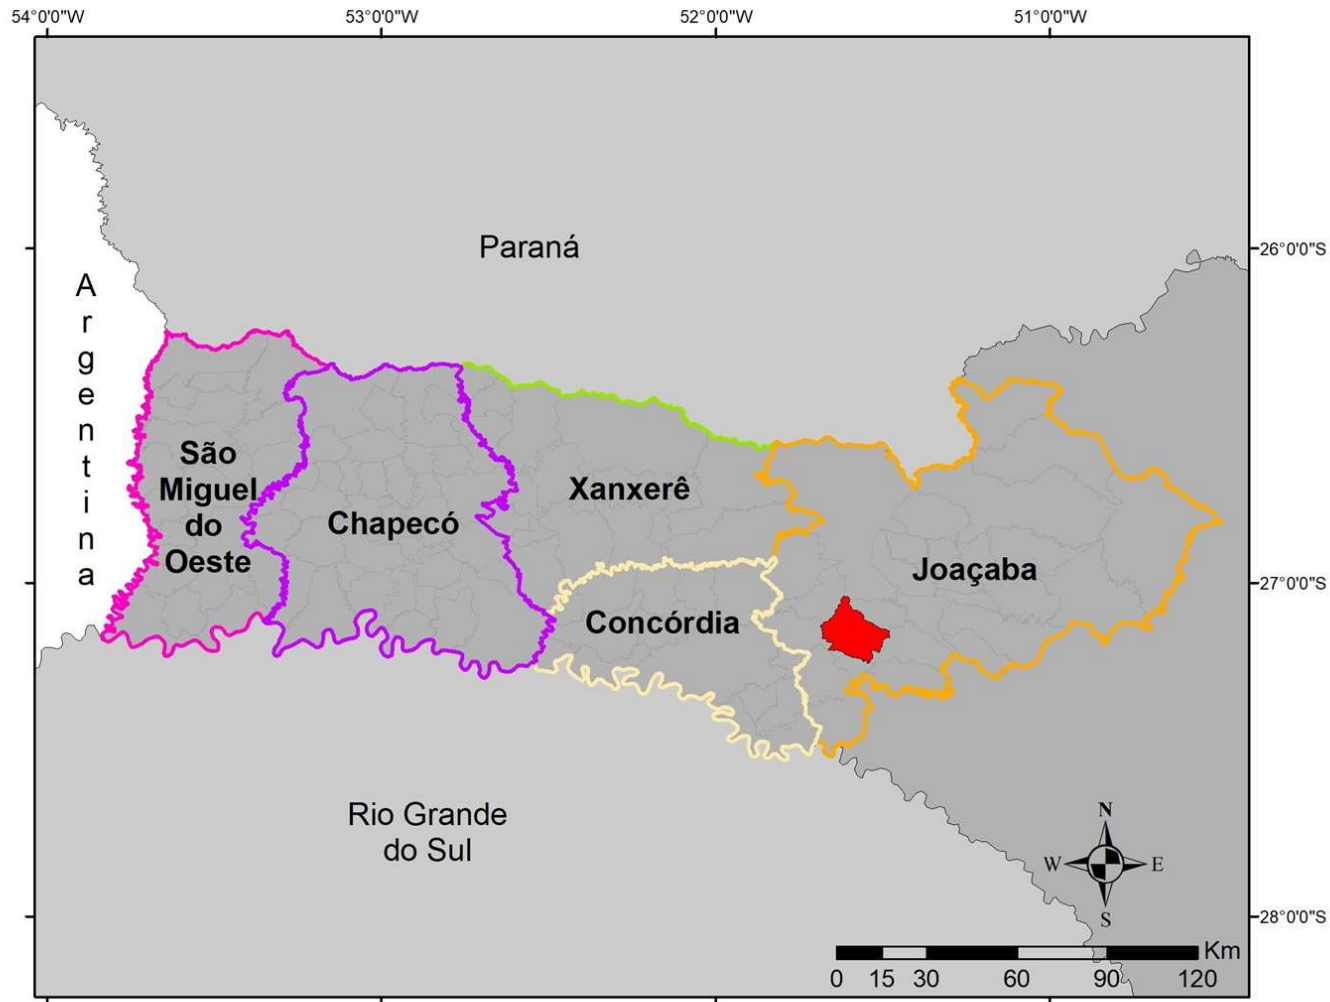 54°0'0"W 53°0'0"W 52°0'0"W 51°0'0"W
Paraná
26°0'0"S
A
r
g
e
n
t
i
n
a
São
Miguel
do
Oeste
Chapecó
Xanxerê
Joaçaba
27°0'0"S
Concórdia
Rio Grande
do Sul
N
W E
S
28°0'0"S
Km
0 15 30 60 90 120